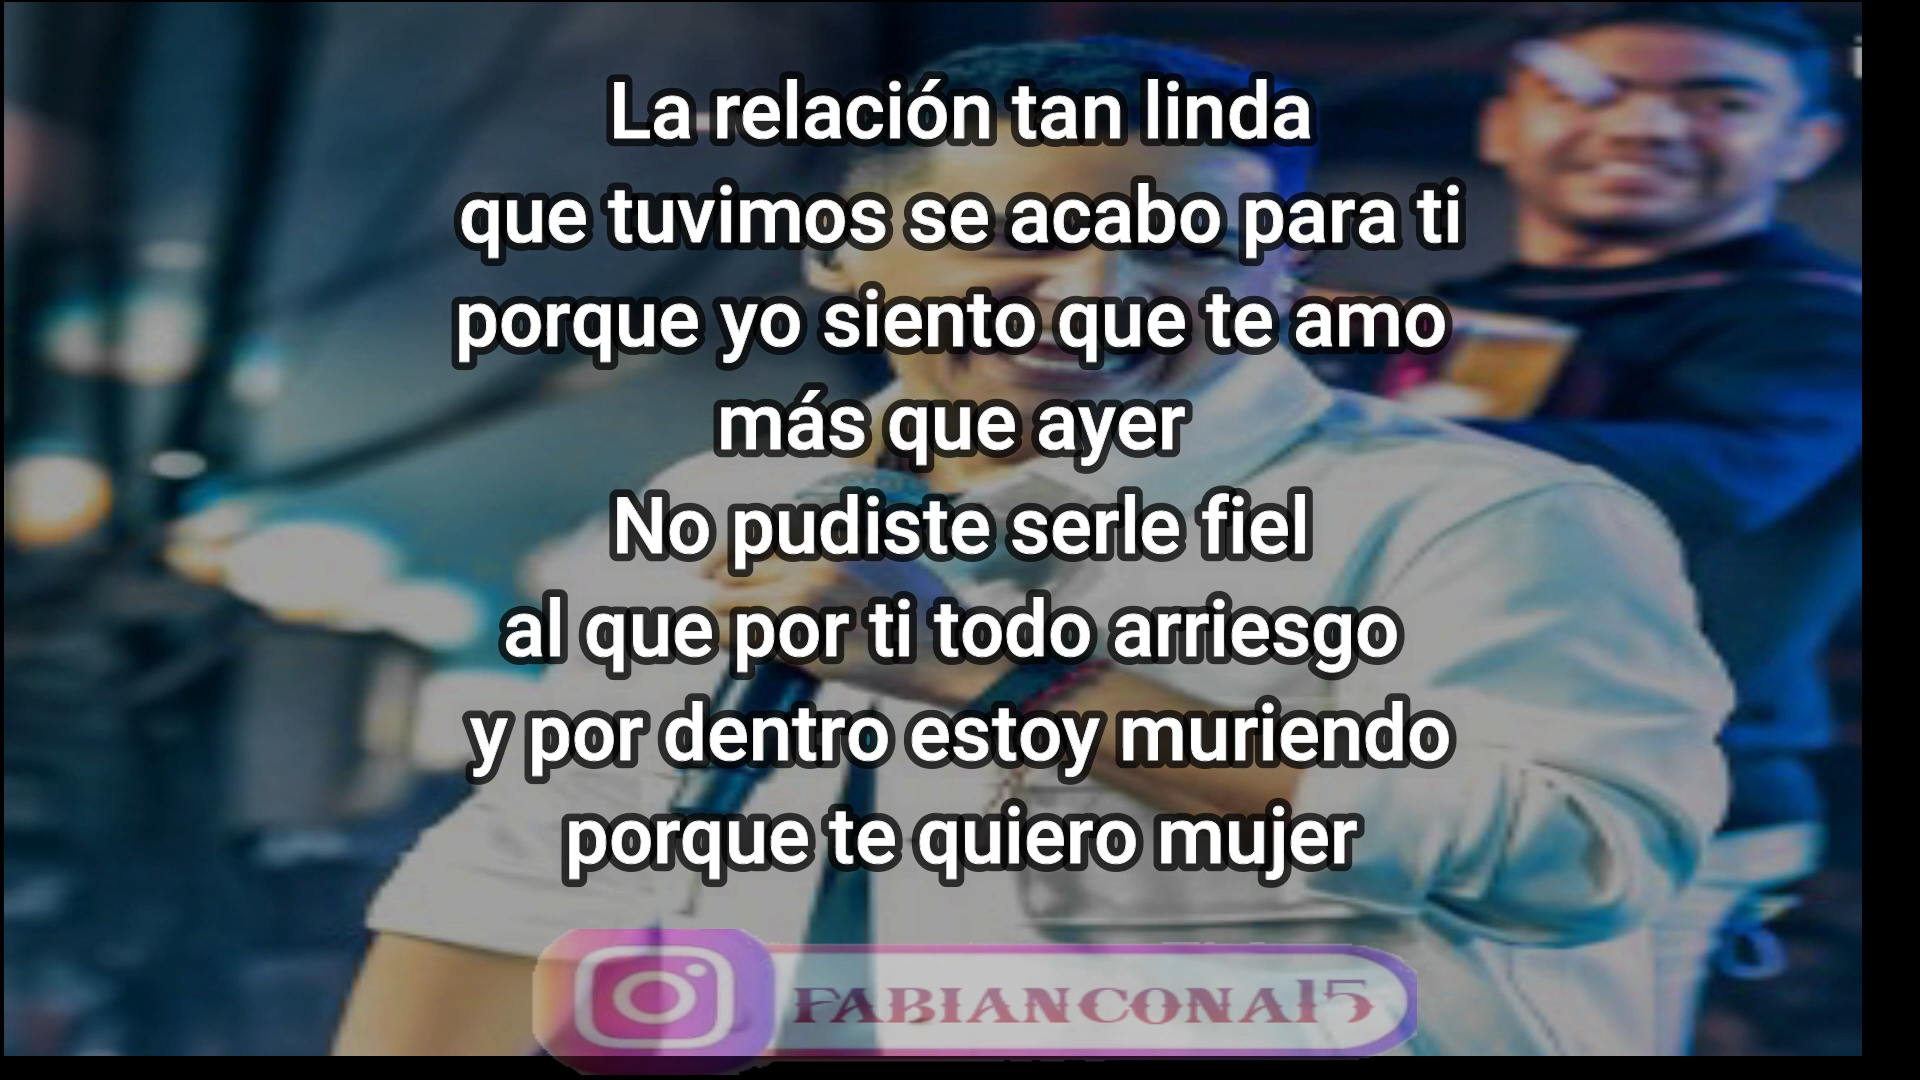 La relación tan linda
que tuvimos se acabo para ti
porque yo siento que te amo
más que ayer
No pudiste serle fiel
al que por ti todo arriesgo
y por dentro estoy muriendo
porque te quiero mujer
FABIANCONA15